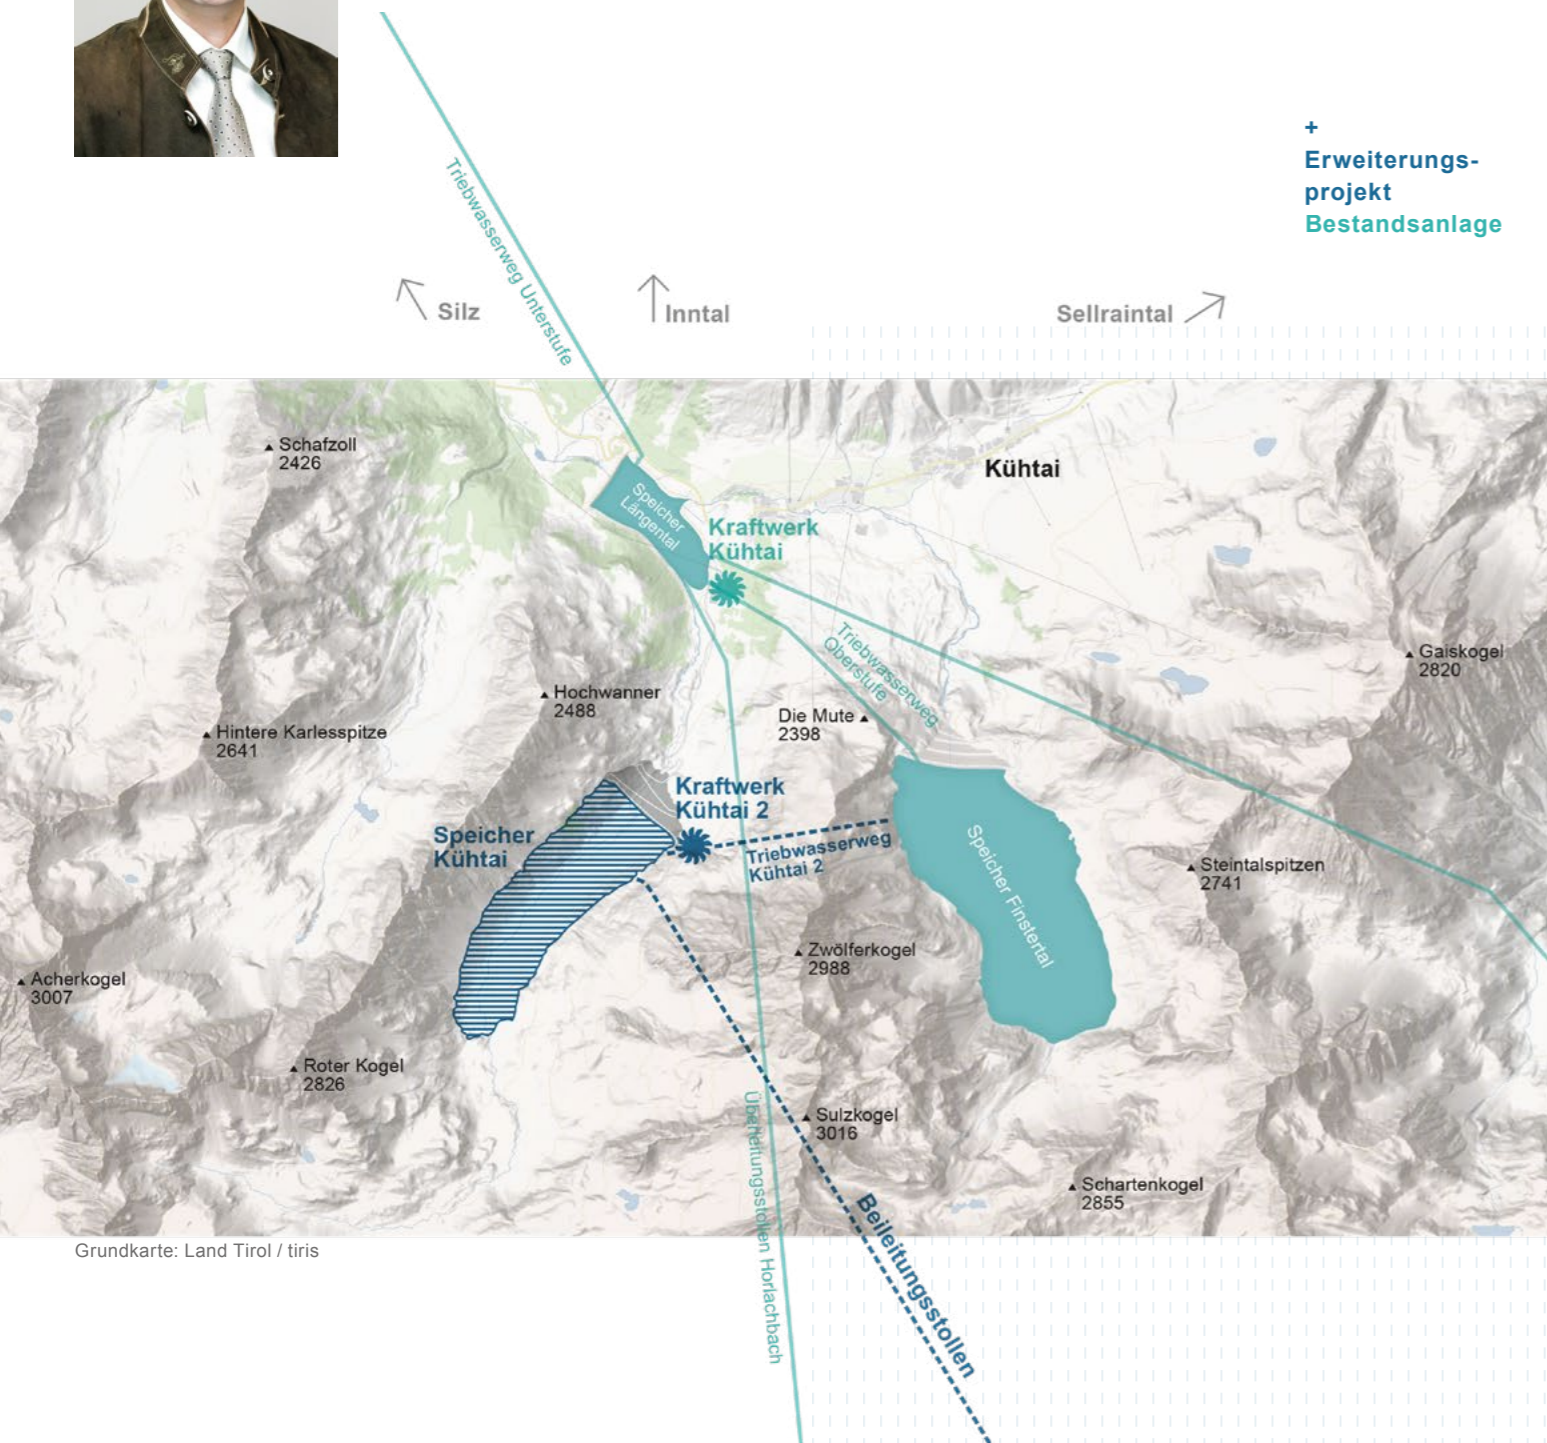 +
Erweiterungs-
projekt
Bestandsanlage
Triebwasserweg Unterstufe
Silz
Inntal
Sellraintal
Schafzoll
2426
Kühtai
Speicher
Längental
Kraftwerk
Kühtai
Triebwasserweg
Oberstufe
Gaiskogel
2820
Hochwanner
2488
Die Mute
2398
Hintere Karlesspitze
2641
Kraftwerk
Kühtai 2
Speicher
Kühtai
Triebwasserweg
Kühtai 2
Speicher Finstertal
Steintalspitzen
2741
Zwölferkogel
2988
Acherkogel
3007
Roter Kogel
2826
Sulzkogel
3016
Schartenkogel
2855
Überleitungsstollen Horlachbach
Beileitungsstollen
Grundkarte: Land Tirol / tiris